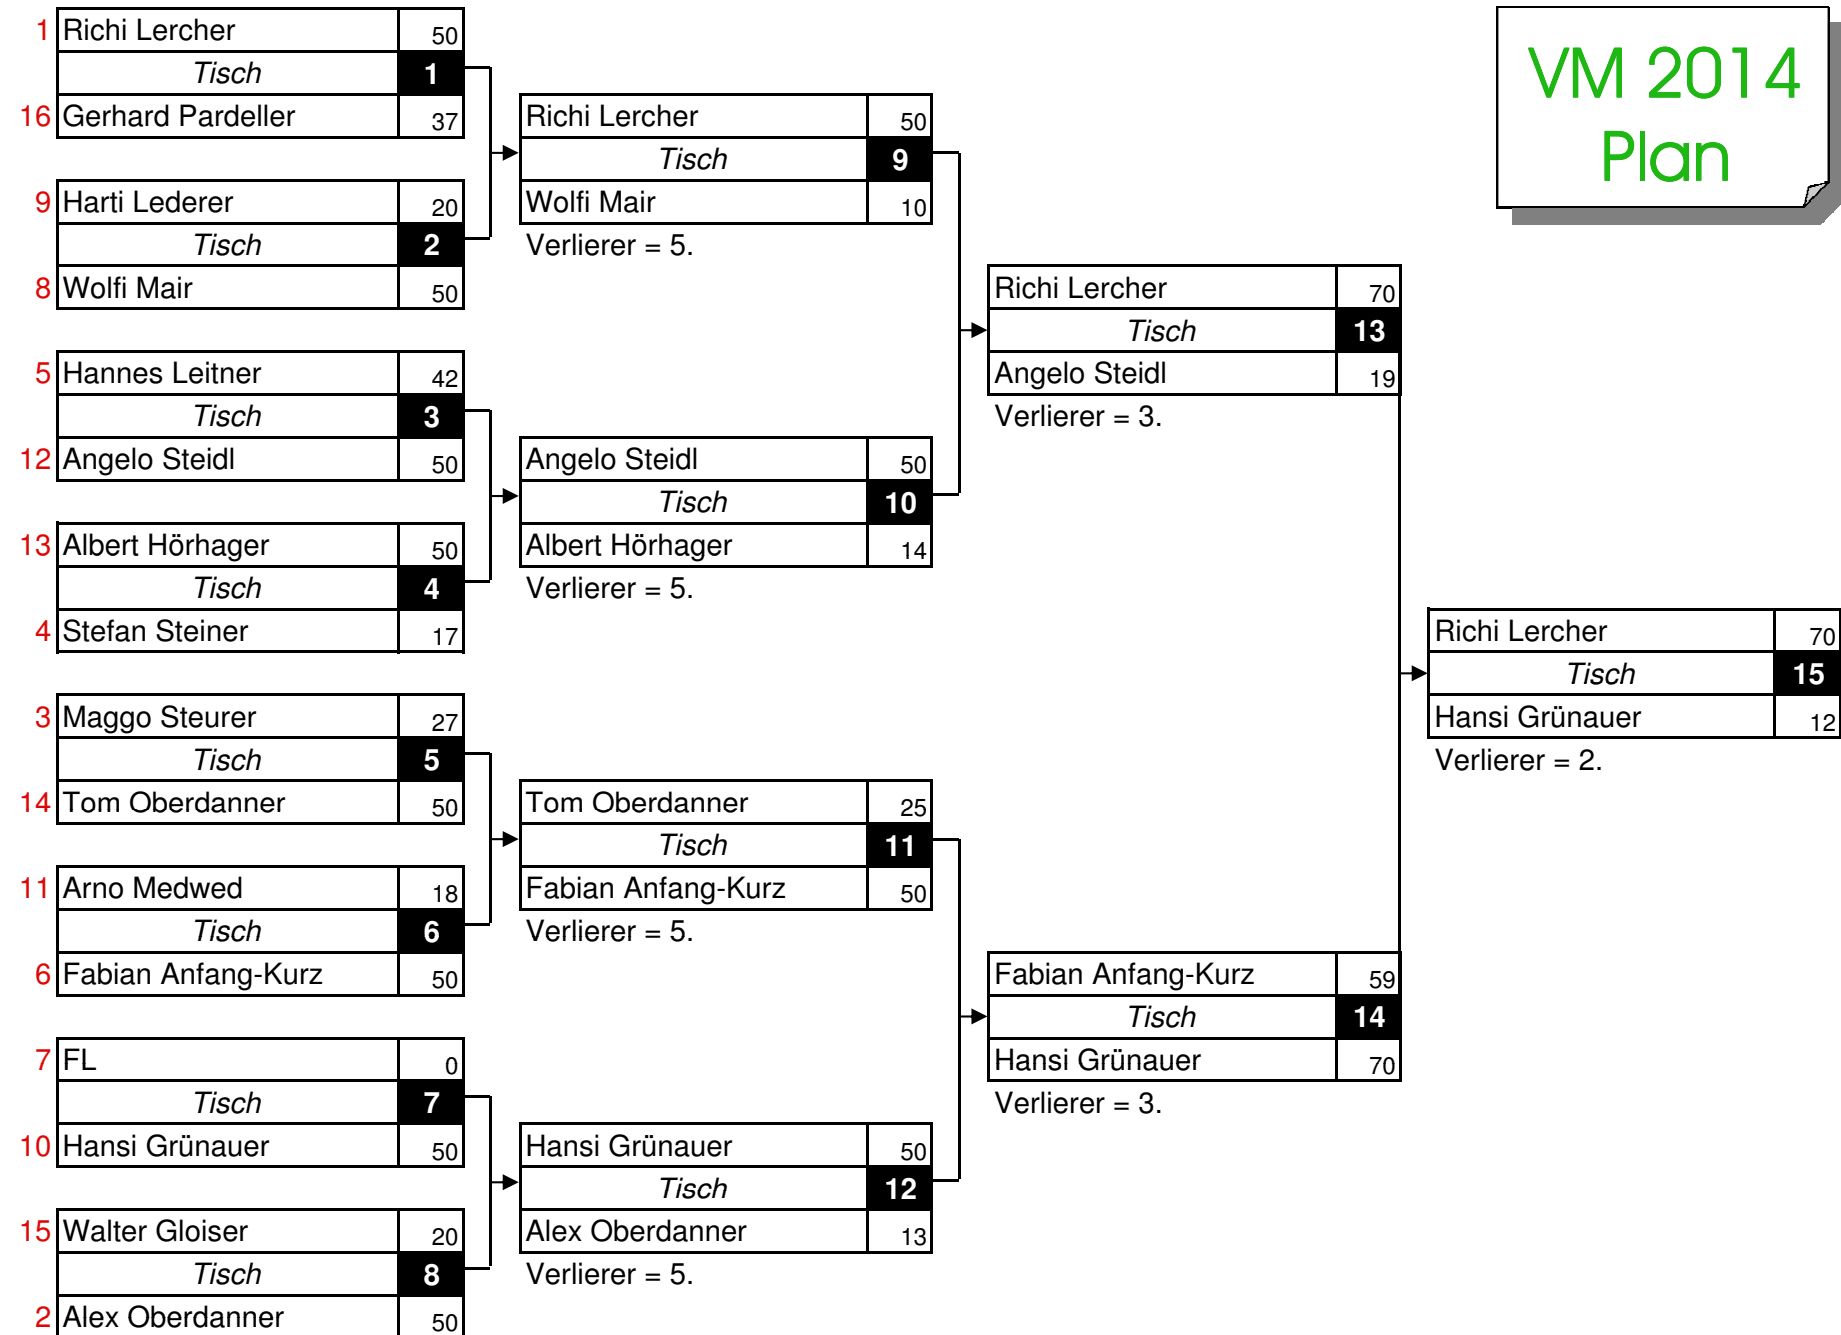 VM 2014
Plan
1 Richi Lercher 50
Tisch 1
16 Gerhard Pardeller 37
9 Harti Lederer 20
Tisch 2
8 Wolfi Mair 50
5 Hannes Leitner 42
Tisch 3
12 Angelo Steidl 50
13 Albert Hörhager 50
Tisch 4
4 Stefan Steiner 17
3 Maggo Steurer 27
Tisch 5
14 Tom Oberdanner 50
11 Arno Medwed 18
Tisch 6
6 Fabian Anfang-Kurz 50
7 FL 0
Tisch 7
10 Hansi Grünauer 50
15 Walter Gloiser 20
Tisch 8
2 Alex Oberdanner 50
Richi Lercher 50
Tisch 9
Wolfi Mair 10
Verlierer = 5.
Angelo Steidl 50
Tisch 10
Albert Hörhager 14
Verlierer = 5.
Tom Oberdanner 25
Tisch 11
Fabian Anfang-Kurz 50
Verlierer = 5.
Hansi Grünauer 50
Tisch 12
Alex Oberdanner 13
Verlierer = 5.
Richi Lercher 70
Tisch 13
Angelo Steidl 19
Verlierer = 3.
Fabian Anfang-Kurz 59
Tisch 14
Hansi Grünauer 70
Verlierer = 3.
Richi Lercher 70
Tisch 15
Hansi Grünauer 12
Verlierer = 2.